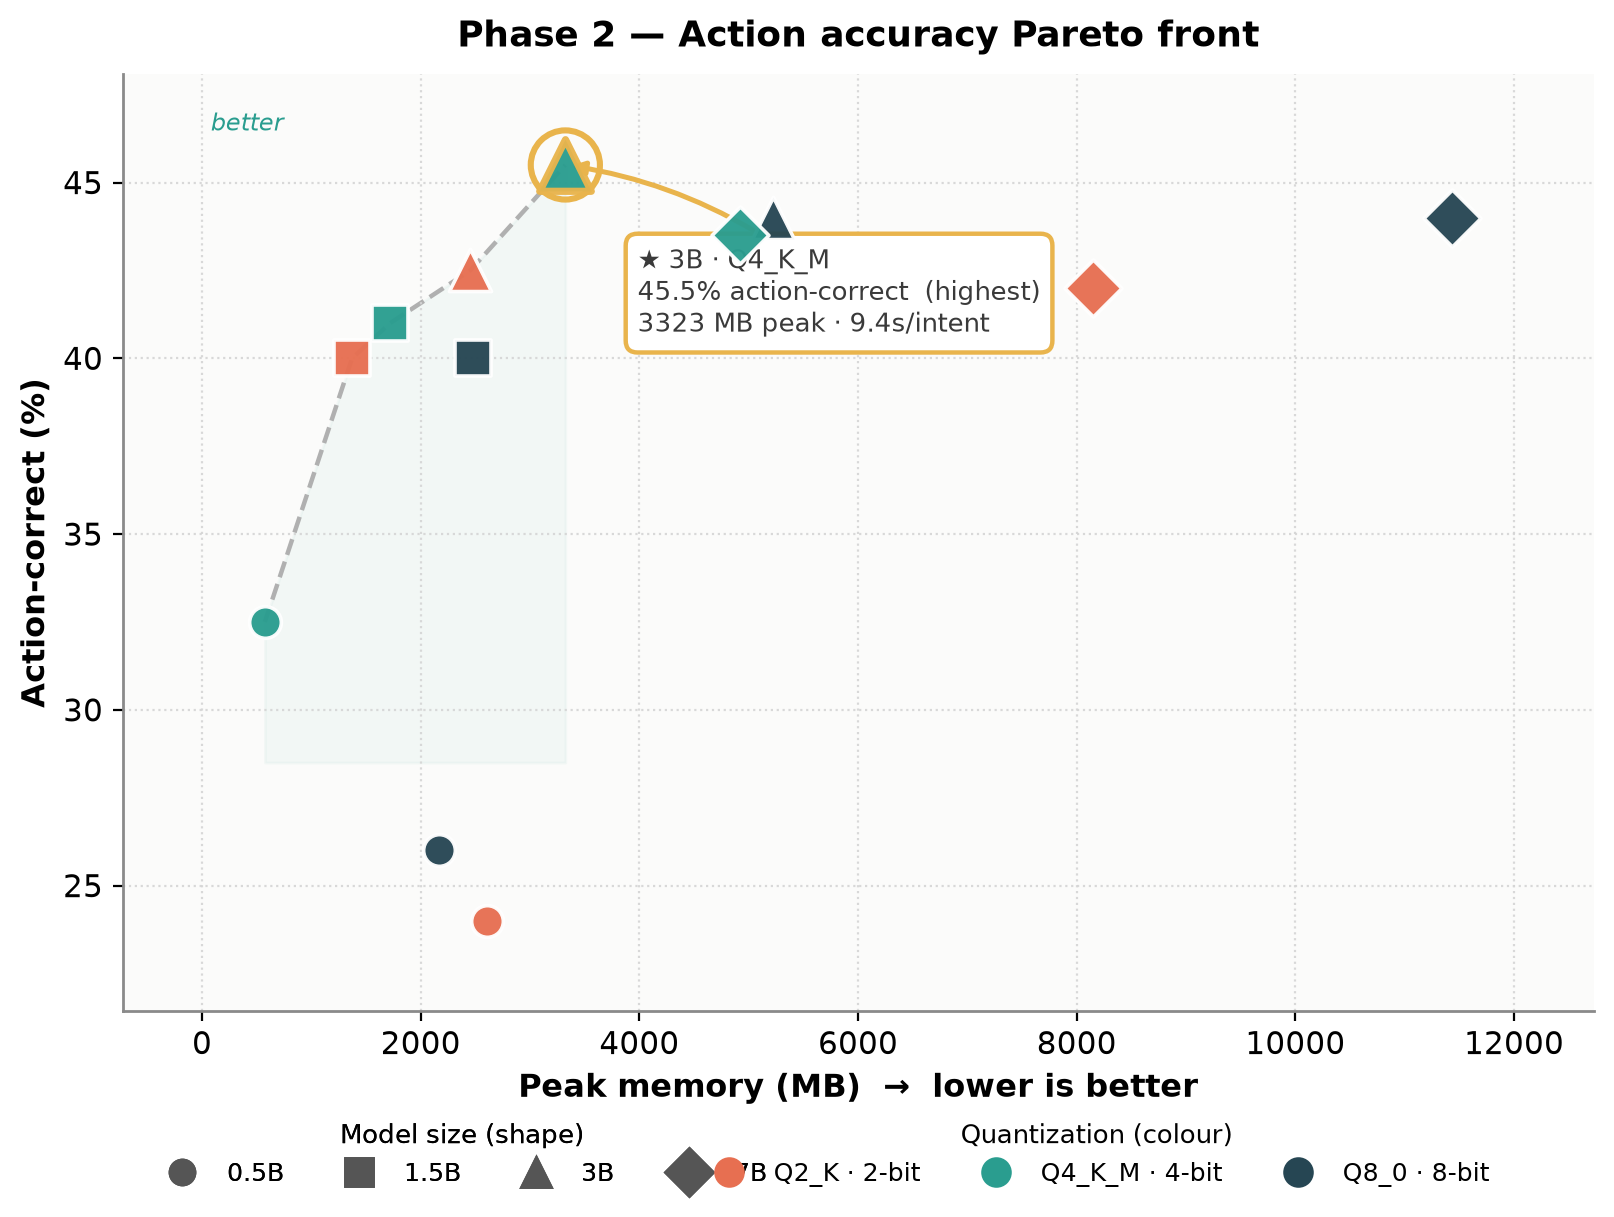 Phase 2 — Action accuracy Pareto front
better
45
40
35
30
25
Action-correct (%)
★ 3B · Q4_K_M
45.5% action-correct (highest)
3323 MB peak · 9.4s/intent
0 2000 4000 6000 8000 10000 12000
Peak memory (MB) → lower is better
Model size (shape)
0.5B 1.5B 3B 7B
Quantization (colour)
Q2_K · 2-bit Q4_K_M · 4-bit Q8_0 · 8-bit